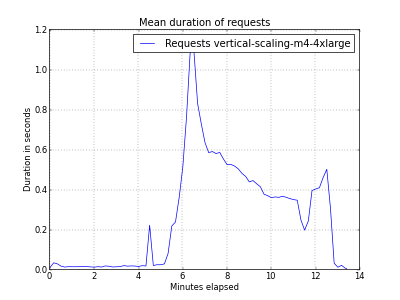 Mean duration of requests
Requests vertical-scaling-m4-4xlarge
Duration in seconds
1.2
1.0
0.8
0.6
0.4
0.2
0.0
0 2 4 6 8 10 12 14
Minutes elapsed